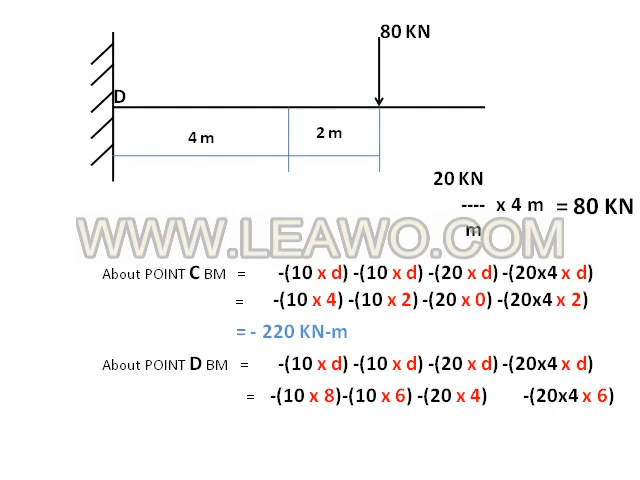 80 KN
D
4 m
2 m
20 KN
---- x 4 m = 80 KN
m
WWW.LEAWO.COM
About POINT C BM = -(10 x d) -(10 x d) -(20 x d) -(20x4 x d)
= -(10 x 4) -(10 x 2) -(20 x 0) -(20x4 x 2)
= - 220 KN-m
About POINT D BM = -(10 x d) -(10 x d) -(20 x d) -(20x4 x d)
= -(10 x 8)-(10 x 6) -(20 x 4) -(20x4 x 6)